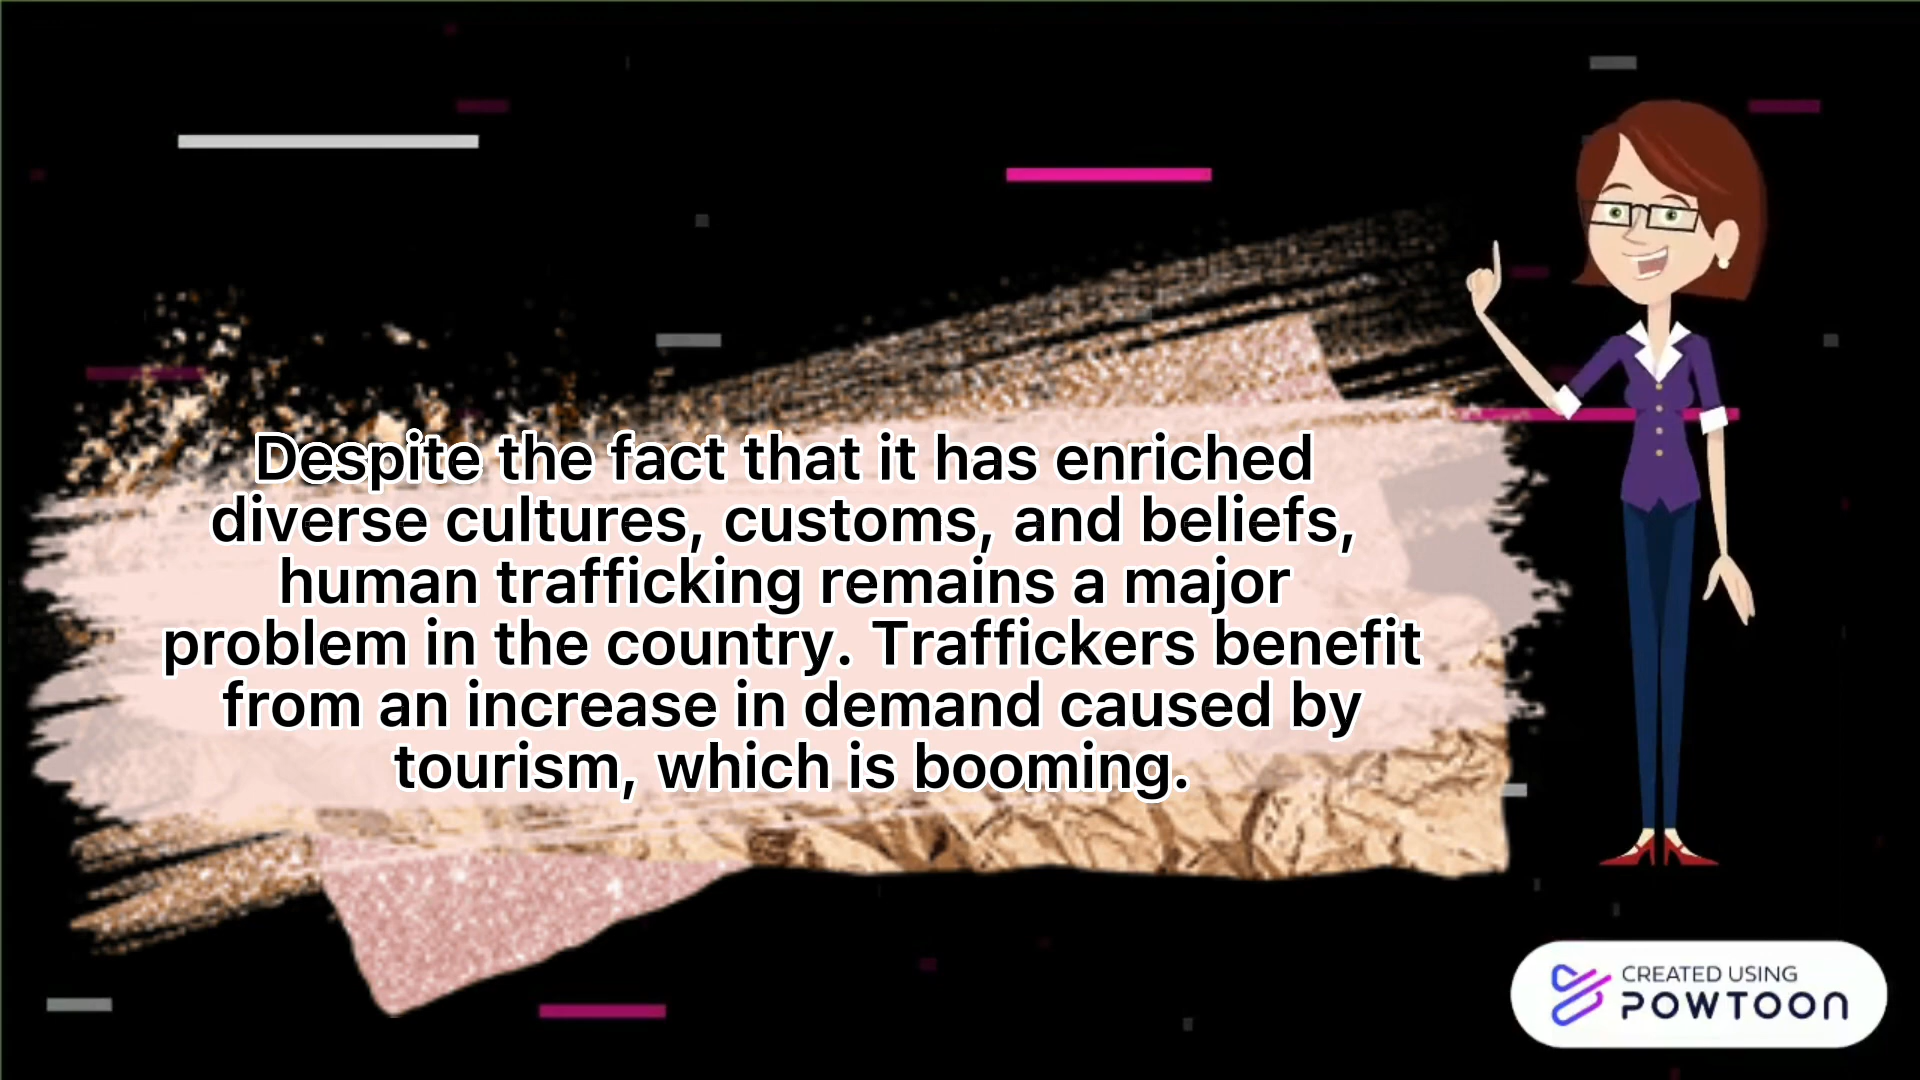 Despite the fact that it has enriched
diverse cultures, customs, and beliefs,
human trafficking remains a major
problem in the country. Traffickers benefit
from an increase in demand caused by
tourism, which is booming.
CREATED USING
POWTOON